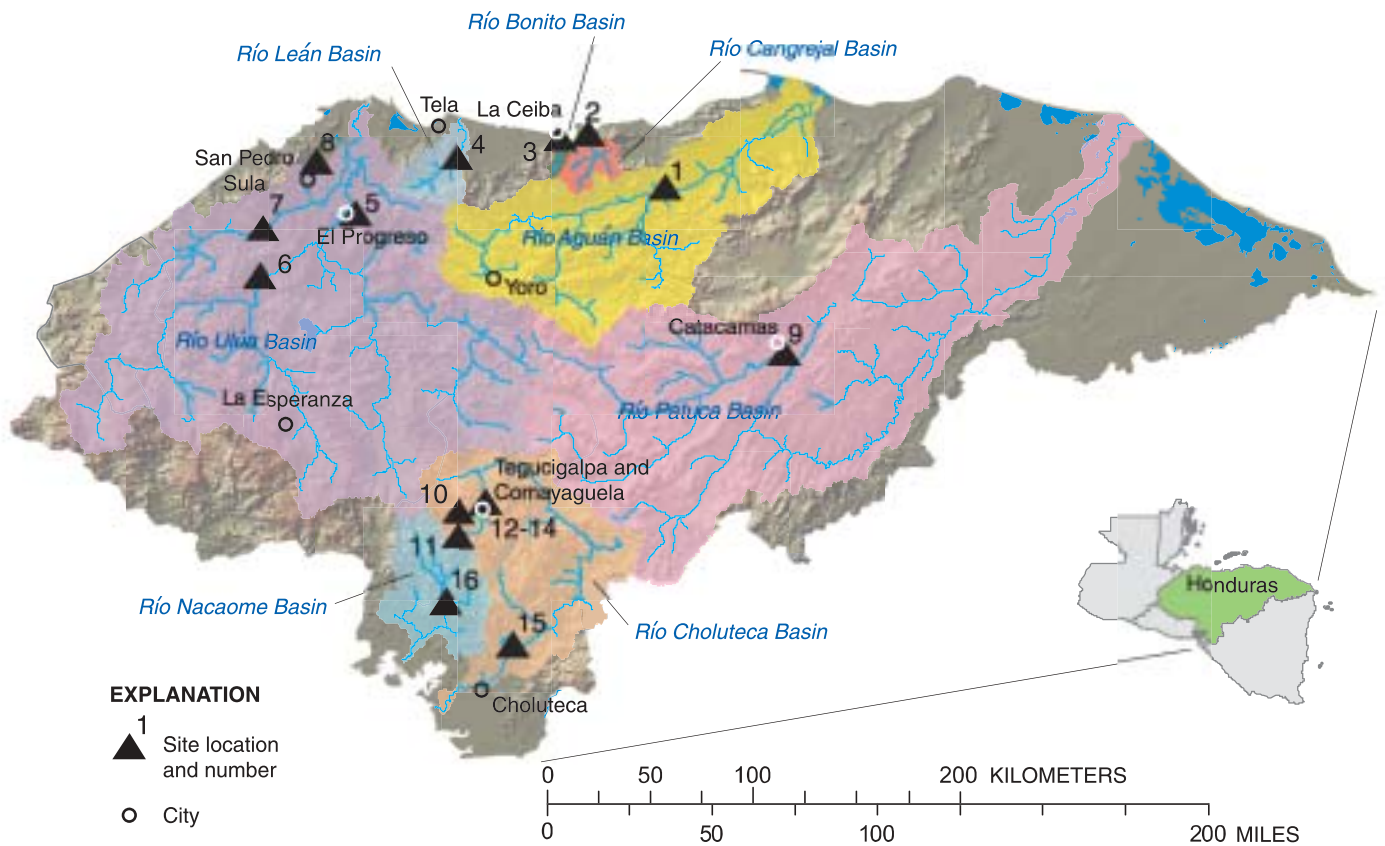 Río Bonito Basin
Río Leán Basin
Río Cangrejal Basin
Tela
La Ceiba
2
3
4
8
San Pedro
Sula
1
7
5
El Progreso
Río Aguán Basin
6
Yoro
Catacamas
9
Río Ulúa Basin
La Esperanza
Río Patuca Basin
Tegucigalpa and
Comayaguela
10
12-14
11
16
Río Nacaome Basin
15
Río Choluteca Basin
Choluteca
Honduras
EXPLANATION
1
Site location
and number
City
0 50 100 200 KILOMETERS
0 50 100 200 MILES